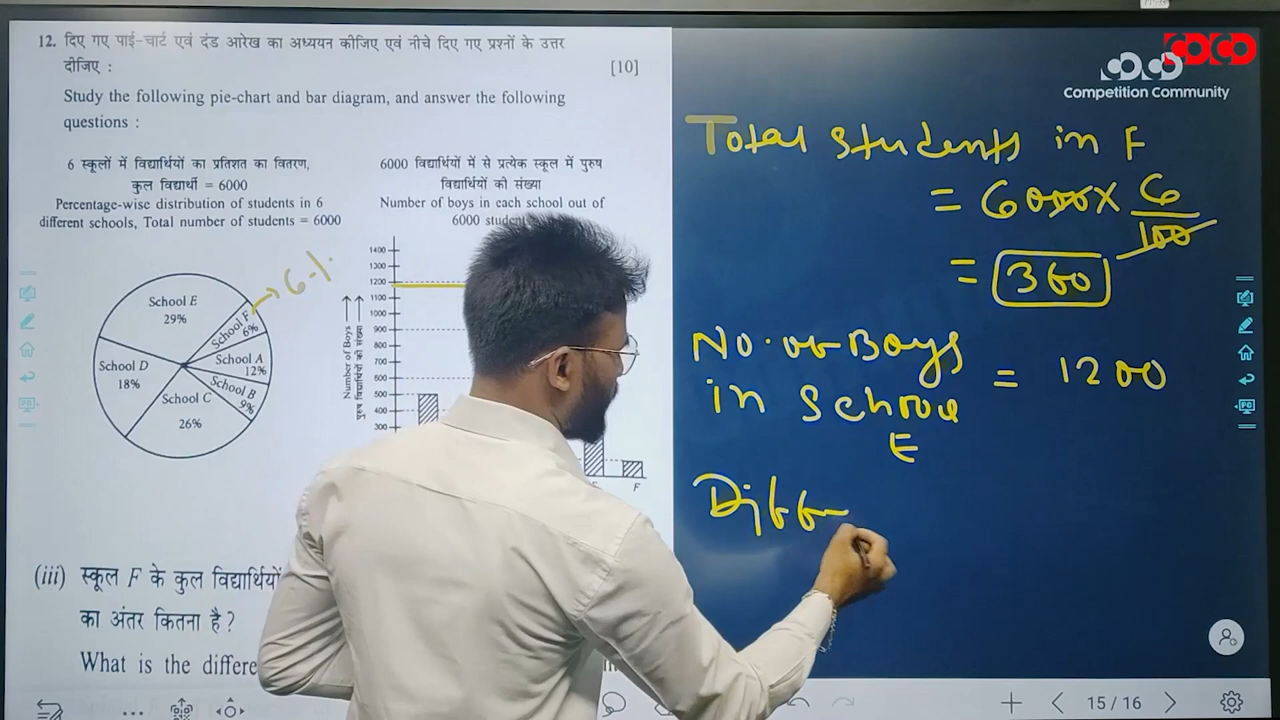 12. दिए गए पाई-चार्ट एवं दंड आरेख का अध्ययन कीजिए एवं नीचे दिए गए प्रश्नों के उत्तर
दीजिए :
[10]
Study the following pie-chart and bar diagram, and answer the following
questions :
6 स्कूलों में विद्यार्थियों का प्रतिशत का वितरण,
कुल विद्यार्थी = 6000
Percentage-wise distribution of students in 6
different schools, Total number of students = 6000
6000 विद्यार्थियों में से प्रत्येक स्कूल में पुरुष
विद्यार्थियों की संख्या
Number of boys in each school out of
6000
School E
29%
School F
6%
6%
School A
12%
School B
9%
School C
26%
School D
18%
1400
1300
1200
1100
1000
900
800
700
600
500
400
300
Number of Boys
पुरुष विद्यार्थियों की संख्या
F
(iii) स्कूल F के कुल विद्यार्थियों
का अंतर कितना है?
What is the
COCO
Competition Community
Total students in F
= 6000 × 6/100
= 360
No. of Boys
in School = 1200
E
15 / 16